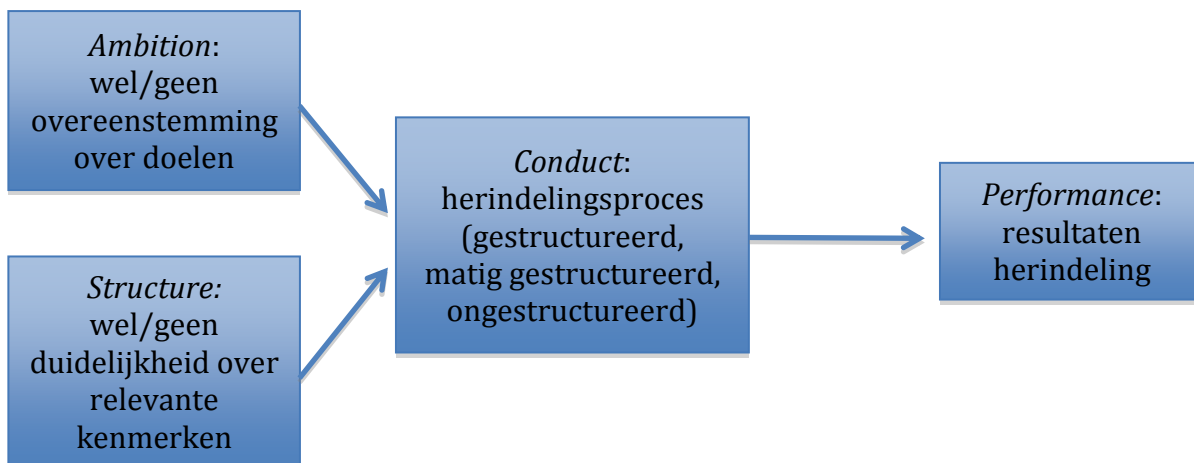 Ambition:
wel/geen
overeenstemming
over doelen
Structure:
wel/geen
duidelijkheid over
relevante
kenmerken
Conduct:
herindelingsproces
(gestructureerd,
matig gestructureerd,
ongestructureerd)
Performance:
resultaten
herindeling